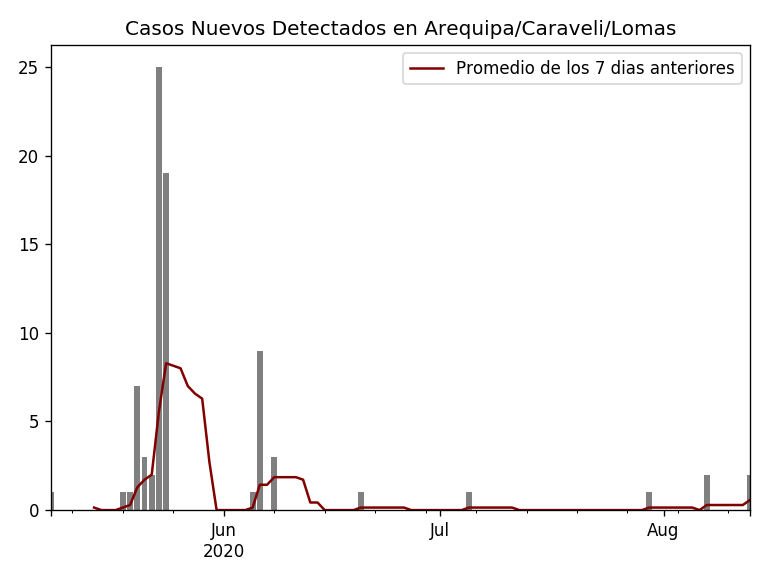 Casos Nuevos Detectados en Arequipa/Caraveli/Lomas
Promedio de los 7 dias anteriores
25
20
15
10
5
0
Jun
2020
Jul
Aug